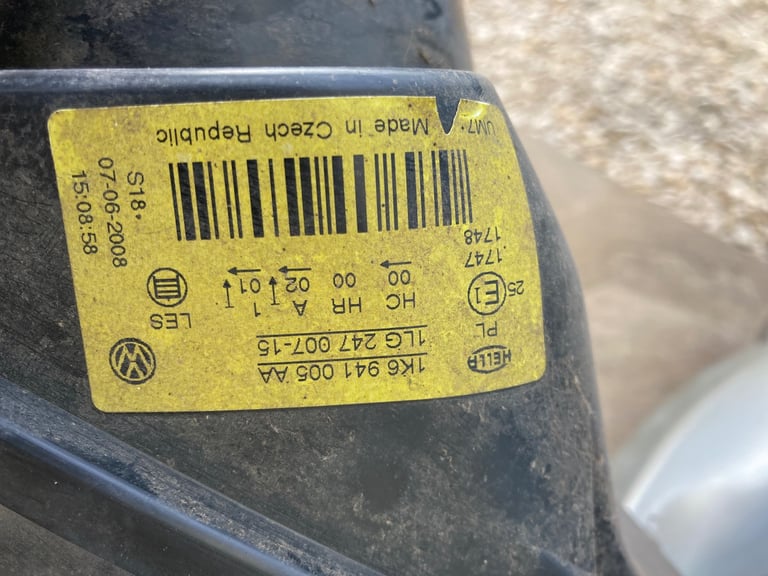 HELLA
1K6 941 005 AA
1LG 247 007-15
PL
25 E1
HC HR A 1
00 00 02 01
LES
.1747
1748
S18
07-06-2008
15:08:58
Made in Czech Republic